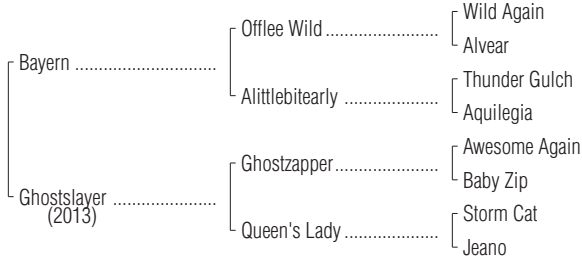 Wild Again
Offlee Wild ........................
Alvear
Bayern ..............................
Thunder Gulch
Alittlebitearly ....................
Aquilegia
Awesome Again
Ghostzapper......................
Baby Zip
Ghostslayer ......................
(2013)
Storm Cat
Queen's Lady ....................
Jeano